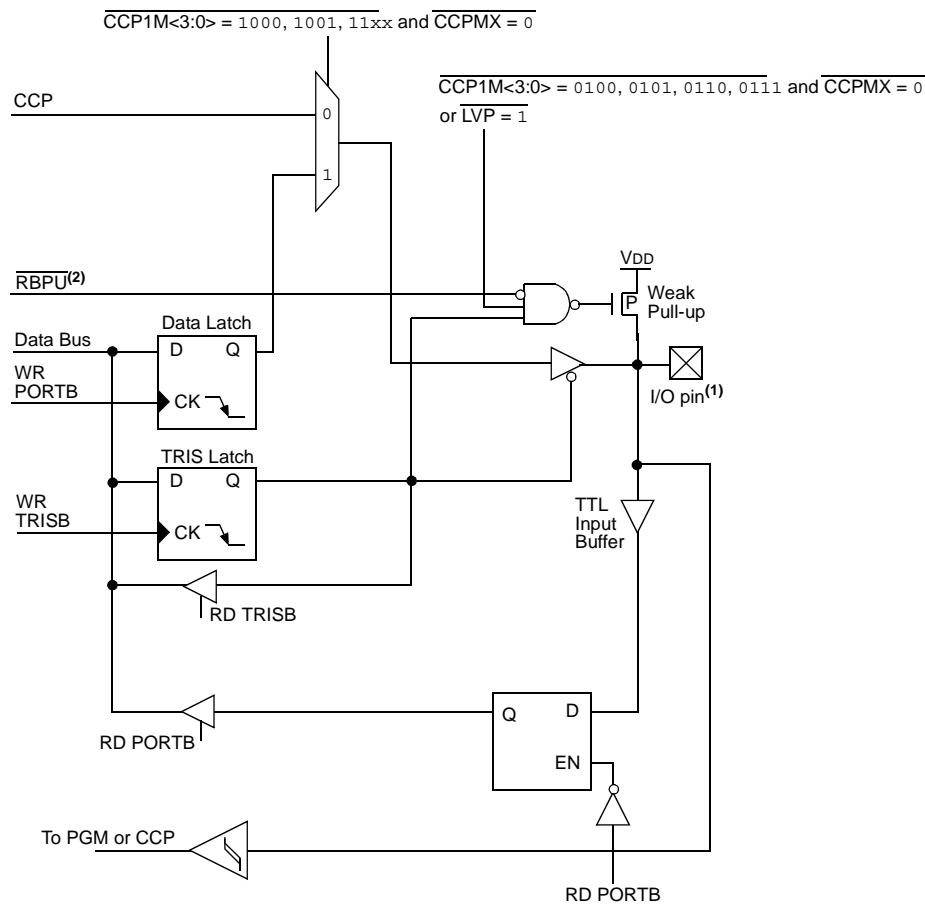 CCP1M<3:0> = 1000, 1001, 11xx and CCPMX = 0
CCP1M<3:0> = 0100, 0101, 0110, 0111 and CCPMX = 0
or LVP = 1
CCP
0
1
RBPU(2)
VDD
P
Weak
Pull-up
Data Latch
Data Bus
D Q
WR
PORTB
CK
I/O pin(1)
TRIS Latch
D Q
WR
TRISB
CK
TTL
Input
Buffer
RD TRISB
Q D
RD PORTB
EN
To PGM or CCP
RD PORTB